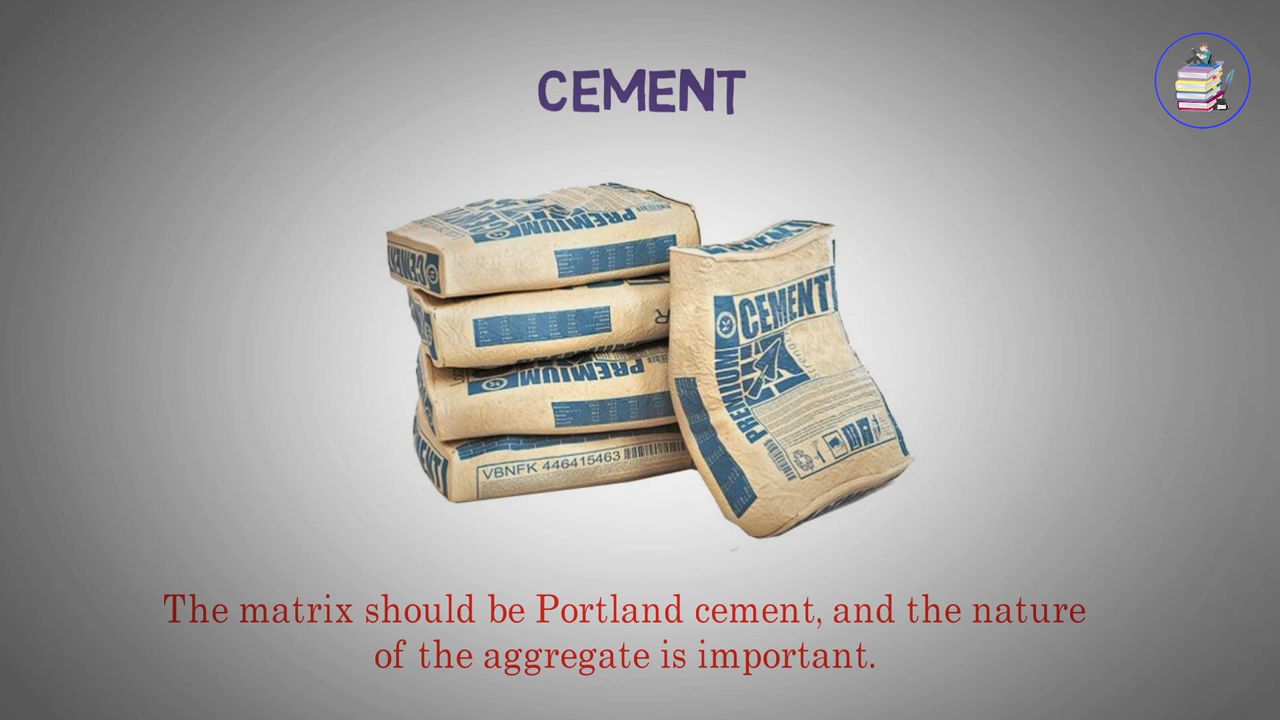 CEMENT
PREMIUM
CEMENT
PREMIUM
VBNFK 446415463
CEMENT
PREMIUM
The matrix should be Portland cement, and the nature
of the aggregate is important.